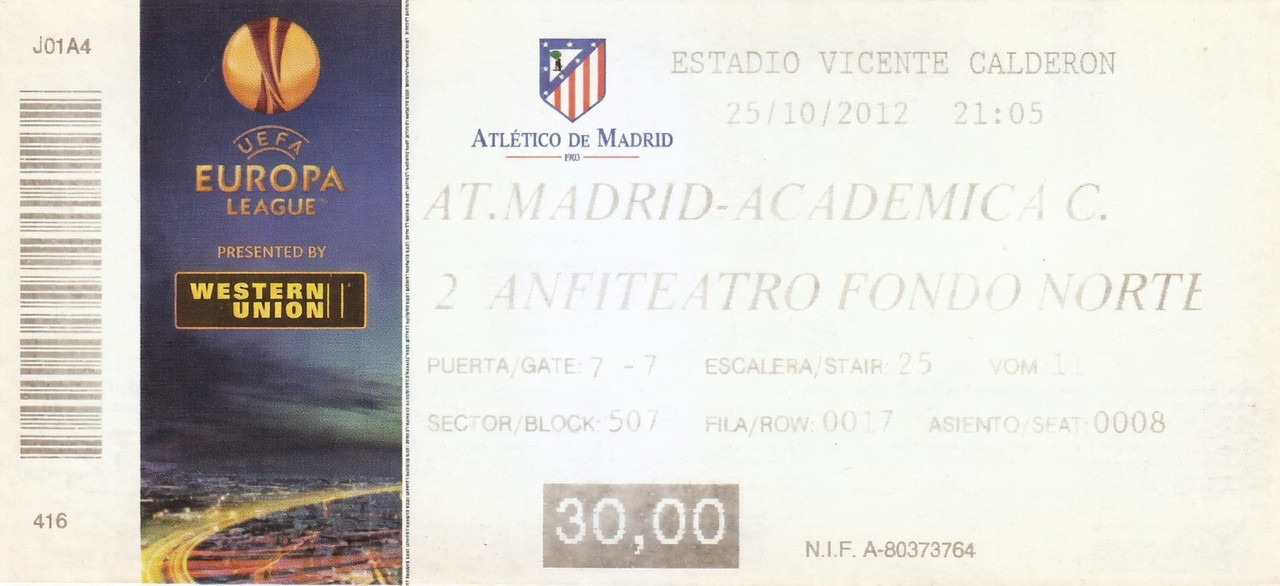 J01A4
416
UEFA
EUROPA
LEAGUE
PRESENTED BY
WESTERN
UNION
ATLÉTICO DE MADRID
1903
ESTADIO VICENTE CALDERON
25/10/2012 21:05
AT.MADRID-ACADEMICA C.
2 ANFITEATRO FONDO NORTE
PUERTA/GATE: 7 - 7 ESCALERA/STAIR: 25 VOM: 11
SECTOR/BLOCK: 507 FILA/ROW: 0017 ASIENTO/SEAT: 0008
30,00
N.I.F. A-80373764